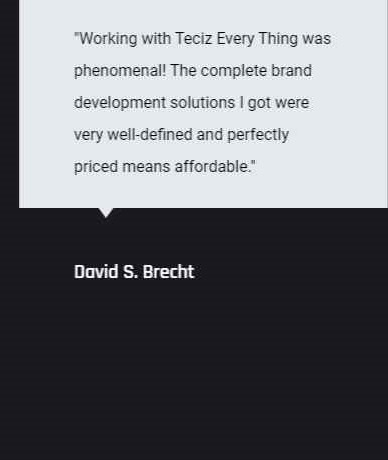 "Working with Teciz Every Thing was
phenomenal! The complete brand
development solutions I got were
very well-defined and perfectly
priced means affordable."
David S. Brecht